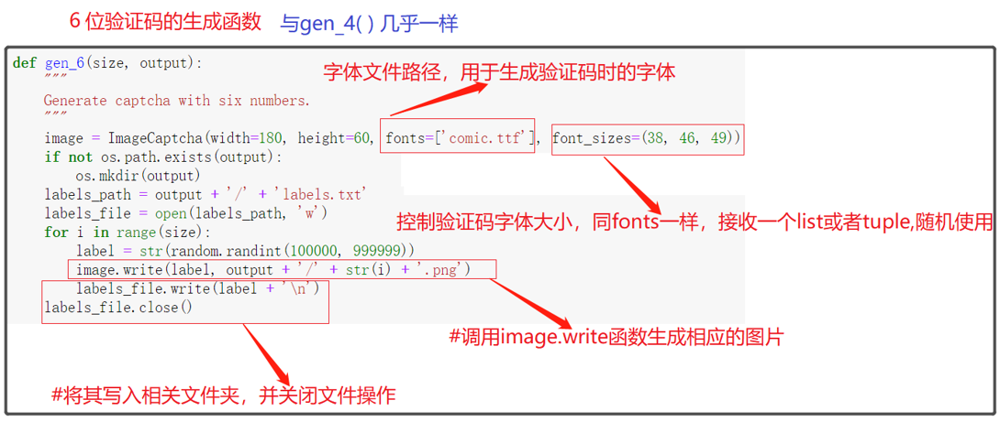 6 位验证码的生成函数 与gen_4( ) 几乎一样
def gen_6(size, output):
"""
字体文件路径，用于生成验证码时的字体
Generate captcha with six numbers.
"""
image = ImageCaptcha(width=180, height=60, fonts=['comic.ttf'], font_sizes=(38, 46, 49))
if not os.path.exists(output):
os.mkdir(output)
labels_path = output + '/' + 'labels.txt'
labels_file = open(labels_path, 'w')
控制验证码字体大小，同fonts一样，接收一个list或者tuple,随机使用
for i in range(size):
label = str(random.randint(100000, 999999))
image.write(label, output + '/' + str(i) + '.png')
labels_file.write(label + '\n')
labels_file.close()
#调用image.write函数生成相应的图片
#将其写入相关文件夹，并关闭文件操作